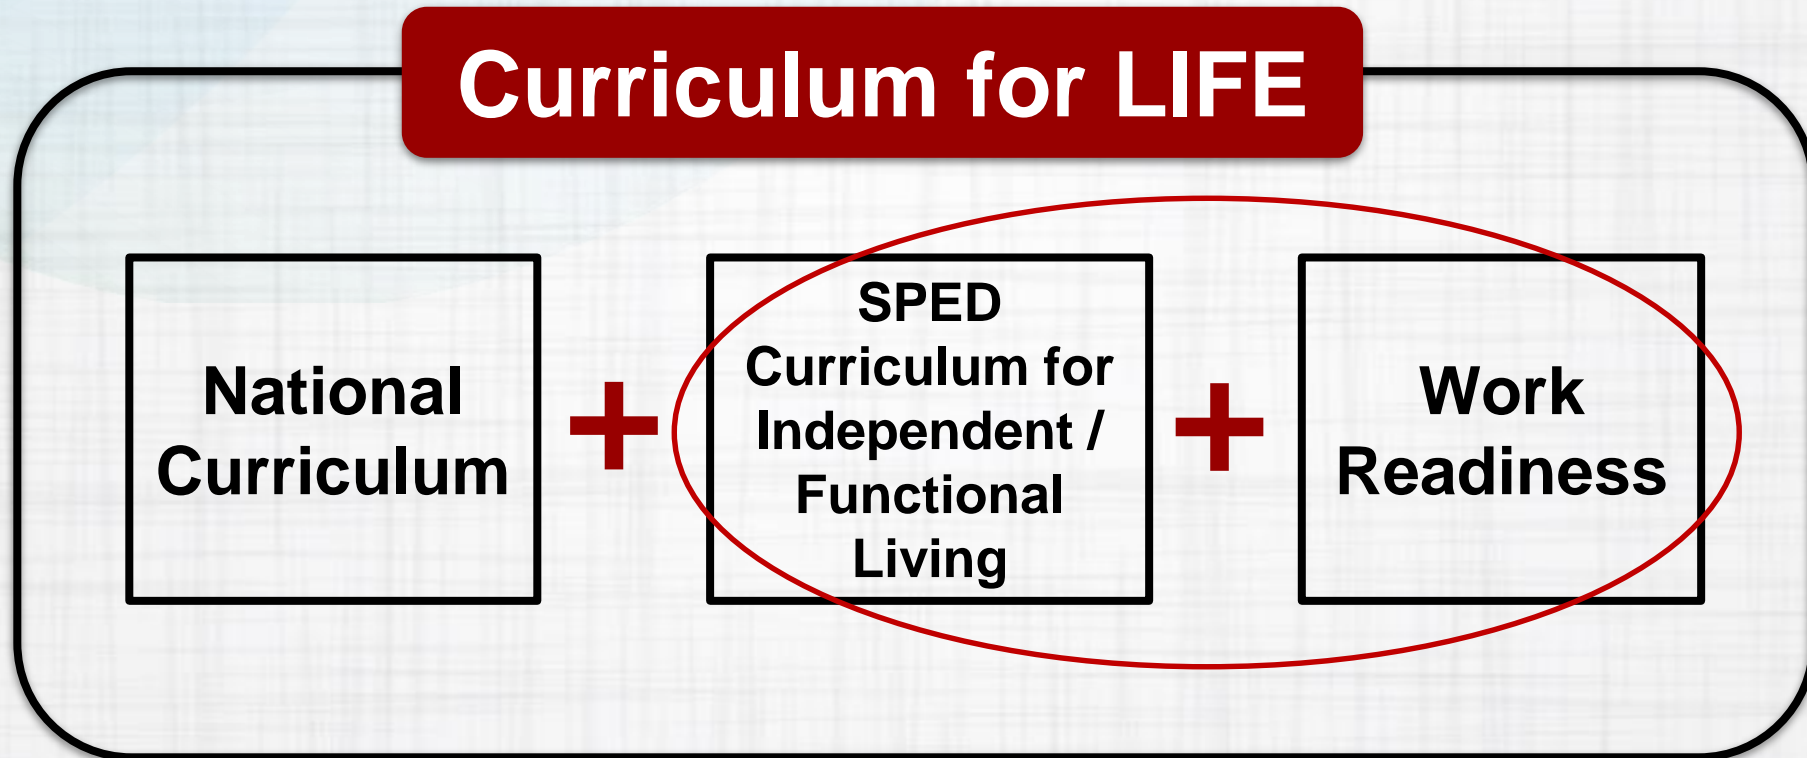 Curriculum for LIFE
National
Curriculum
+
SPED
Curriculum for
Independent /
Functional
Living
+
Work
Readiness